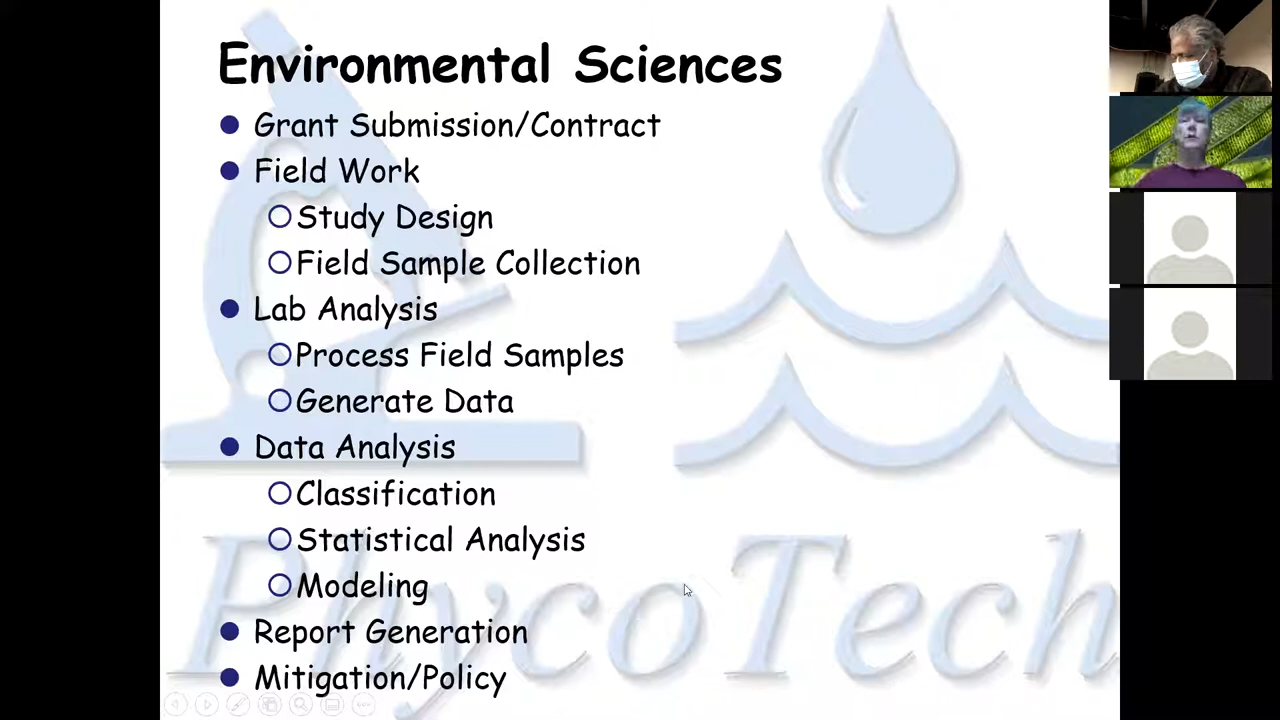 Environmental Sciences
Grant Submission/Contract
Field Work
Study Design
Field Sample Collection
Lab Analysis
Process Field Samples
Generate Data
Data Analysis
Classification
Statistical Analysis
Modeling
Report Generation
Mitigation/Policy
PhycoTech